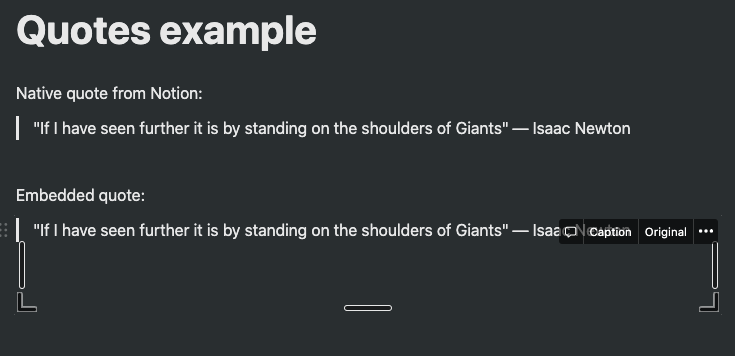 Quotes example
Native quote from Notion:
"If I have seen further it is by standing on the shoulders of Giants" — Isaac Newton
Embedded quote:
"If I have seen further it is by standing on the shoulders of Giants" — Isaac Newton
Caption Original •••